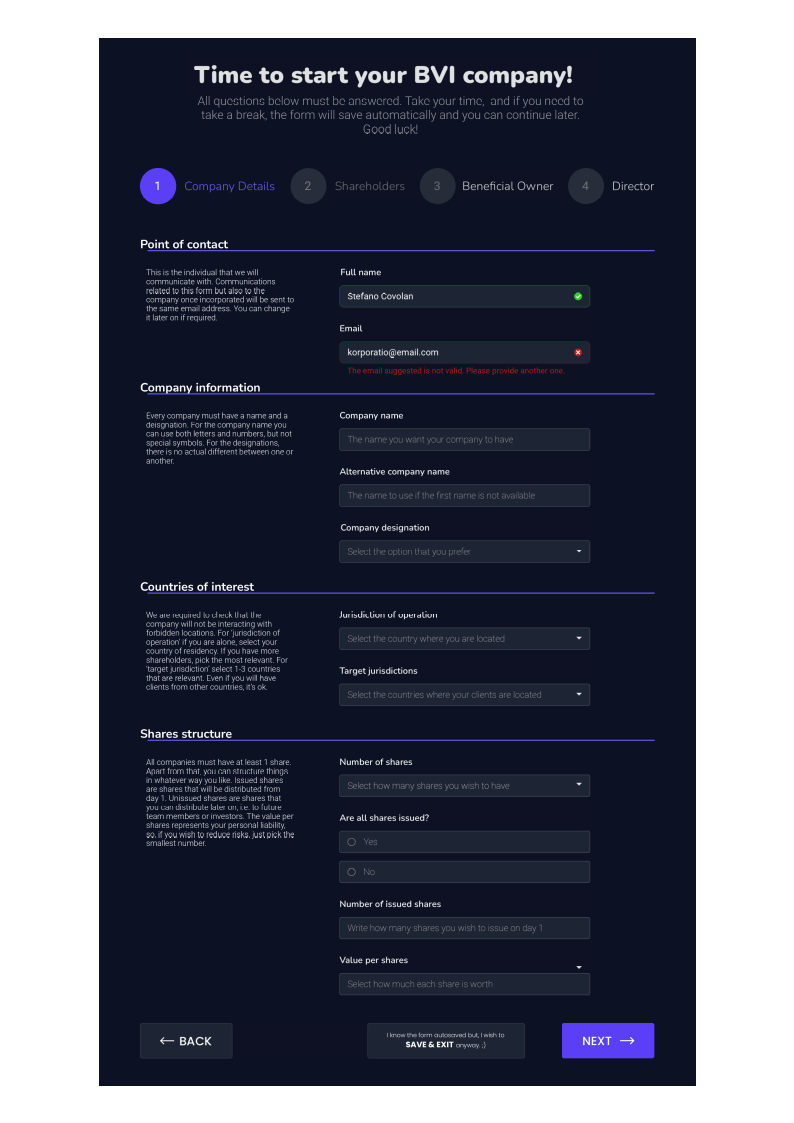 Time to start your BVI company!
All questions below must be answered. Take your time, and if you need to
take a break, the form will save automatically and you can continue later.
Good luck!
1 Company Details 2 Shareholders 3 Beneficial Owner 4 Director
Point of contact
This is the individual that we will
communicate with. Communications
related to this form but also to the
company once incorporated will be sent to
the same email address. You can change
it later on if required.
Full name
Stefano Covolan
Email
korporatio@email.com
The email suggested is not valid. Please provide another one.
Company information
Every company must have a name and a
deisgnation. For the company name you
can use both letters and numbers, but not
special symbols. For the designations,
there is no actual different between one or
another.
Company name
The name you want your company to have
Alternative company name
The name to use if the first name is not available
Company designation
Select the option that you prefer
Countries of interest
We are required to check that the
company will not be interacting with
forbidden locations. For 'jurisdiction of
operation' if you are alone, select your
country of residency. If you have more
shareholders, pick the most relevant. For
'target jurisdiction' select 1-3 countries
that are relevant. Even if you will have
clients from other countries, it's ok.
Jurisdiction of operation
Select the country where you are located
Target jurisdictions
Select the countries where your clients are located
Shares structure
All companies must have at least 1 share.
Apart from that, you can structure things
in whatever way you like. Issued shares
are shares that will be distributed from
day 1. Unissued shares are shares that
you can distribute later on, i.e. to future
team members or investors. The value per
shares represents your personal liability,
so, if you wish to reduce risks, just pick the
smallest number.
Number of shares
Select how many shares you wish to have
Are all shares issued?
Yes
No
Number of issued shares
Write how many shares you wish to issue on day 1
Value per shares
Select how much each share is worth
← BACK
I know the form autosaved but, I wish to
SAVE & EXIT anyway. ;)
NEXT →